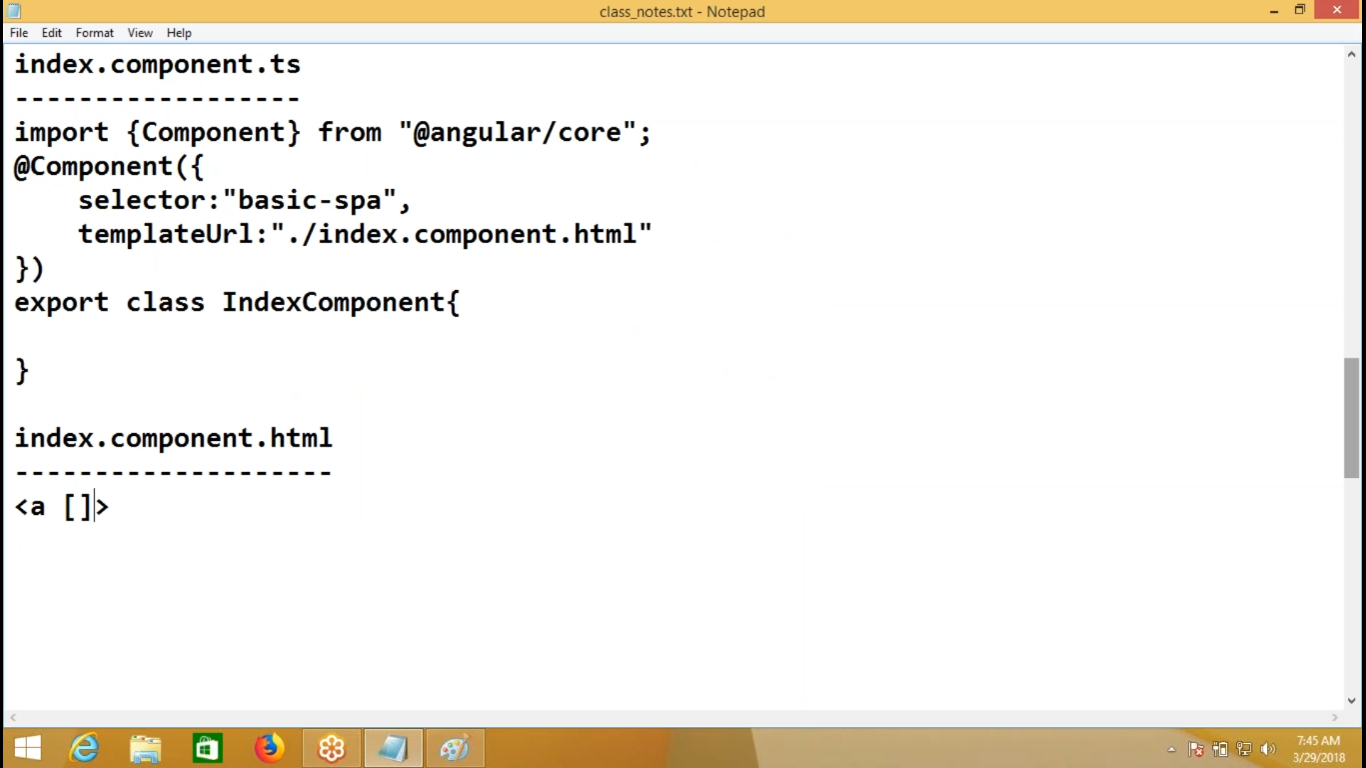 class_notes.txt - Notepad
File Edit Format View Help
index.component.ts
------------------
import {Component} from "@angular/core";
@Component({
    selector:"basic-spa",
    templateUrl:"./index.component.html"
})
export class IndexComponent{

}

index.component.html
--------------------
<a []>
7:45 AM
3/29/2018